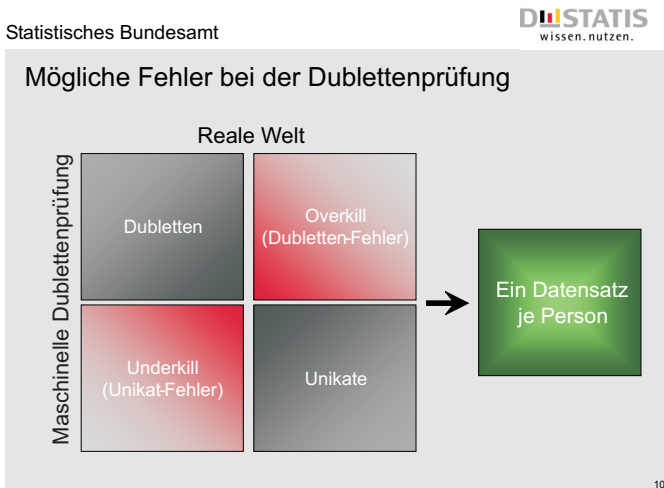 Statistisches Bundesamt
DESTATIS
wissen.nutzen.
Mögliche Fehler bei der Dublettenprüfung
Reale Welt
Maschinelle Dublettenprüfung
Dubletten
Overkill
(Dubletten-Fehler)
Underkill
(Unikat-Fehler)
Unikate
Ein Datensatz
je Person
10